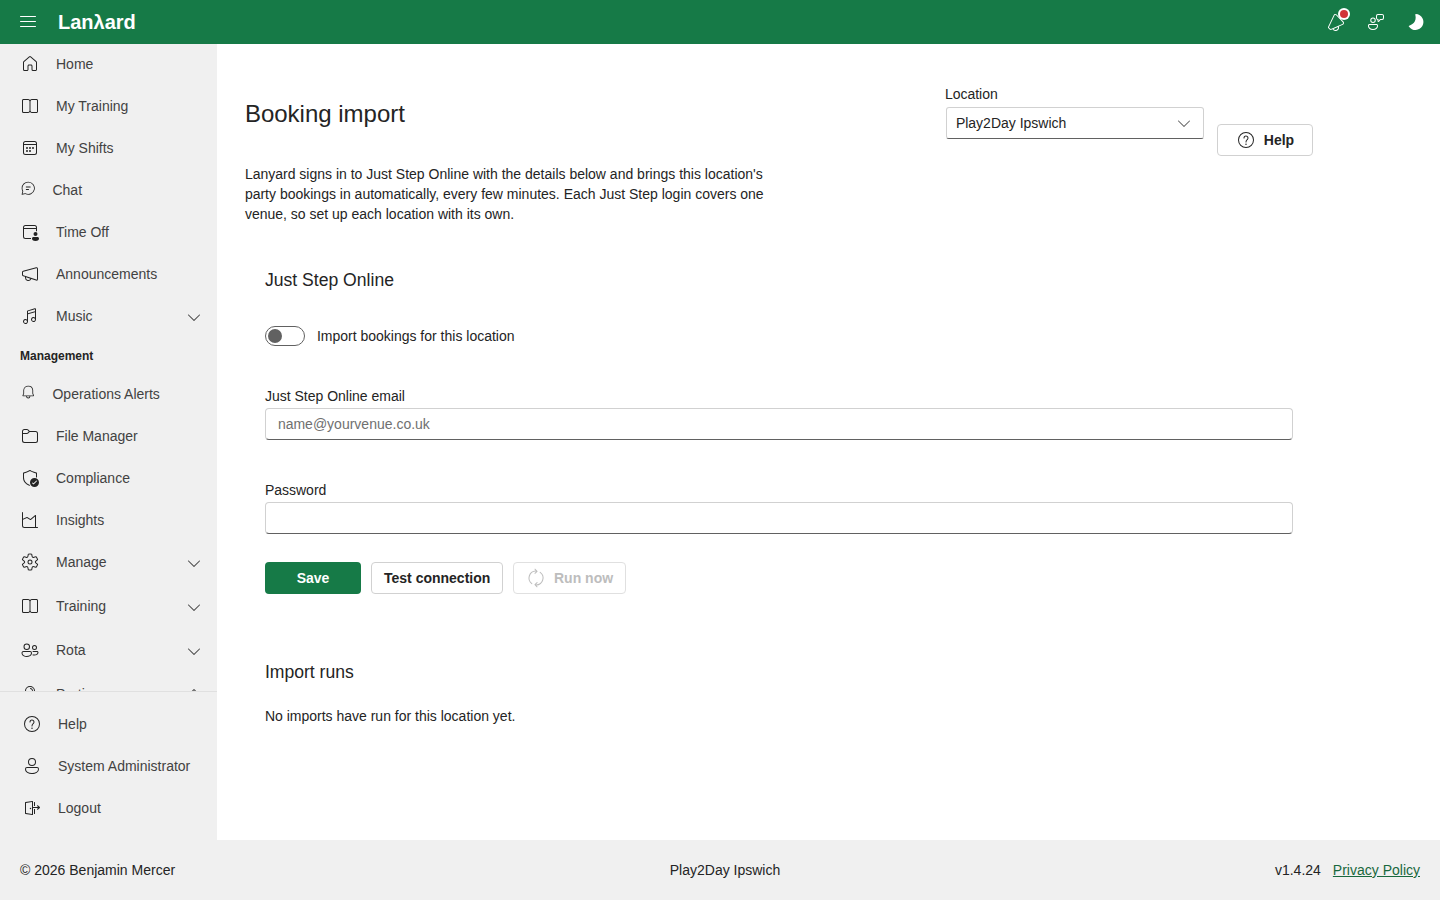 Lanλard
Home
My Training
My Shifts
Chat
Time Off
Announcements
Music
Management
Operations Alerts
File Manager
Compliance
Insights
Manage
Training
Rota
Help
System Administrator
Logout
Booking import
Location
Play2Day Ipswich
Help
Lanyard signs in to Just Step Online with the details below and brings this location's
party bookings in automatically, every few minutes. Each Just Step login covers one
venue, so set up each location with its own.
Just Step Online
Import bookings for this location
Just Step Online email
name@yourvenue.co.uk
Password
Save
Test connection
Run now
Import runs
No imports have run for this location yet.
© 2026 Benjamin Mercer
Play2Day Ipswich
v1.4.24
Privacy Policy